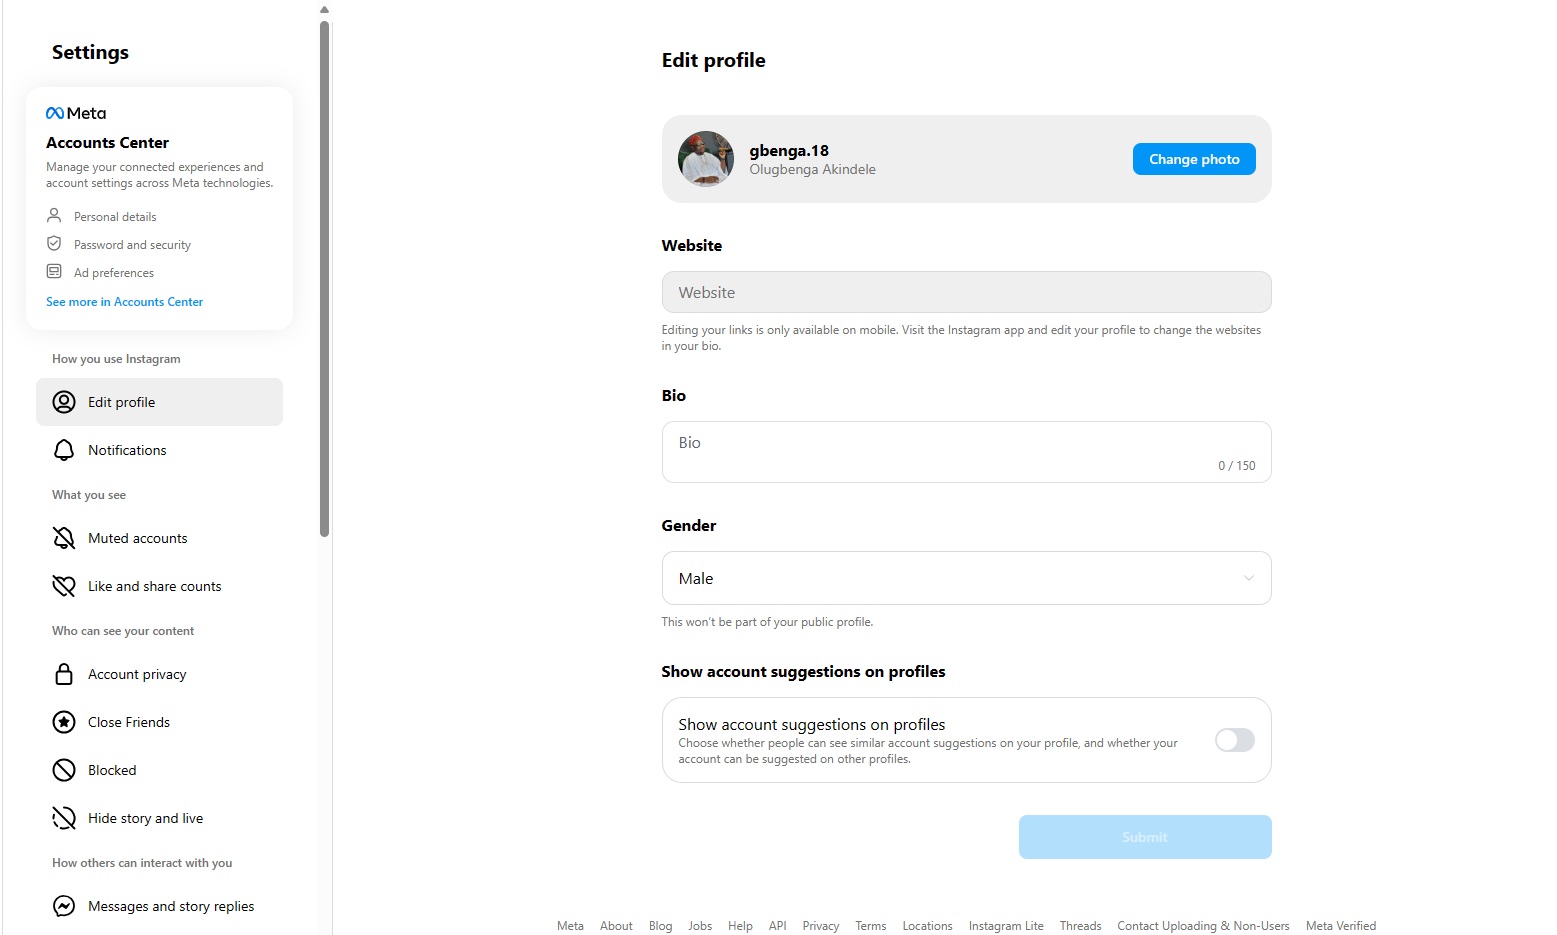 Settings
Meta
Accounts Center
Manage your connected experiences and
account settings across Meta technologies.
Personal details
Password and security
Ad preferences
See more in Accounts Center
How you use Instagram
Edit profile
Notifications
What you see
Muted accounts
Like and share counts
Who can see your content
Account privacy
Close Friends
Blocked
Hide story and live
How others can interact with you
Messages and story replies
Edit profile
gbenga.18
Olugbenga Akindele
Change photo
Website
Website
Editing your links is only available on mobile. Visit the Instagram app and edit your profile to change the websites
in your bio.
Bio
Bio
0 / 150
Gender
Male
This won’t be part of your public profile.
Show account suggestions on profiles
Show account suggestions on profiles
Choose whether people can see similar account suggestions on your profile, and whether your
account can be suggested on other profiles.
Submit
Meta About Blog Jobs Help API Privacy Terms Locations Instagram Lite Threads Contact Uploading & Non-Users Meta Verified